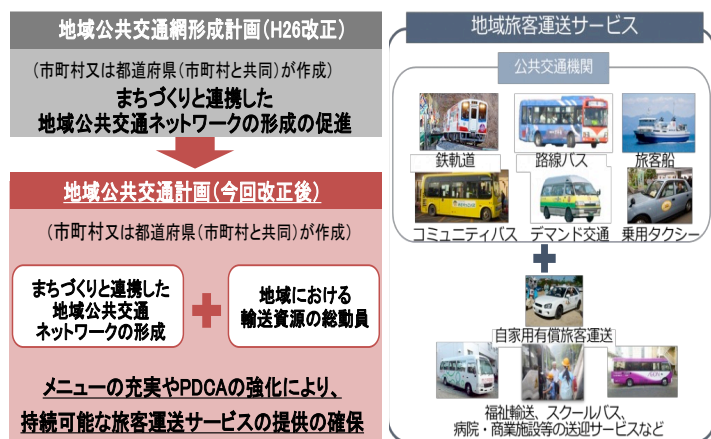 地域公共交通網形成計画(H26改正)
(市町村又は都道府県(市町村と共同)が作成)
まちづくりと連携した
地域公共交通ネットワークの形成の促進
地域公共交通計画(今回改正後)
(市町村又は都道府県(市町村と共同)が作成)
まちづくりと連携した
地域公共交通
ネットワークの形成
地域における
輸送資源の総動員
メニューの充実やPDCAの強化により、
持続可能な旅客運送サービスの提供の確保
地域旅客運送サービス
公共交通機関
鉄軌道
路線バス
旅客船
コミュニティバス
デマンド交通
乗用タクシー
自家用有償旅客運送
福祉輸送、スクールバス、
病院・商業施設等の送迎サービスなど